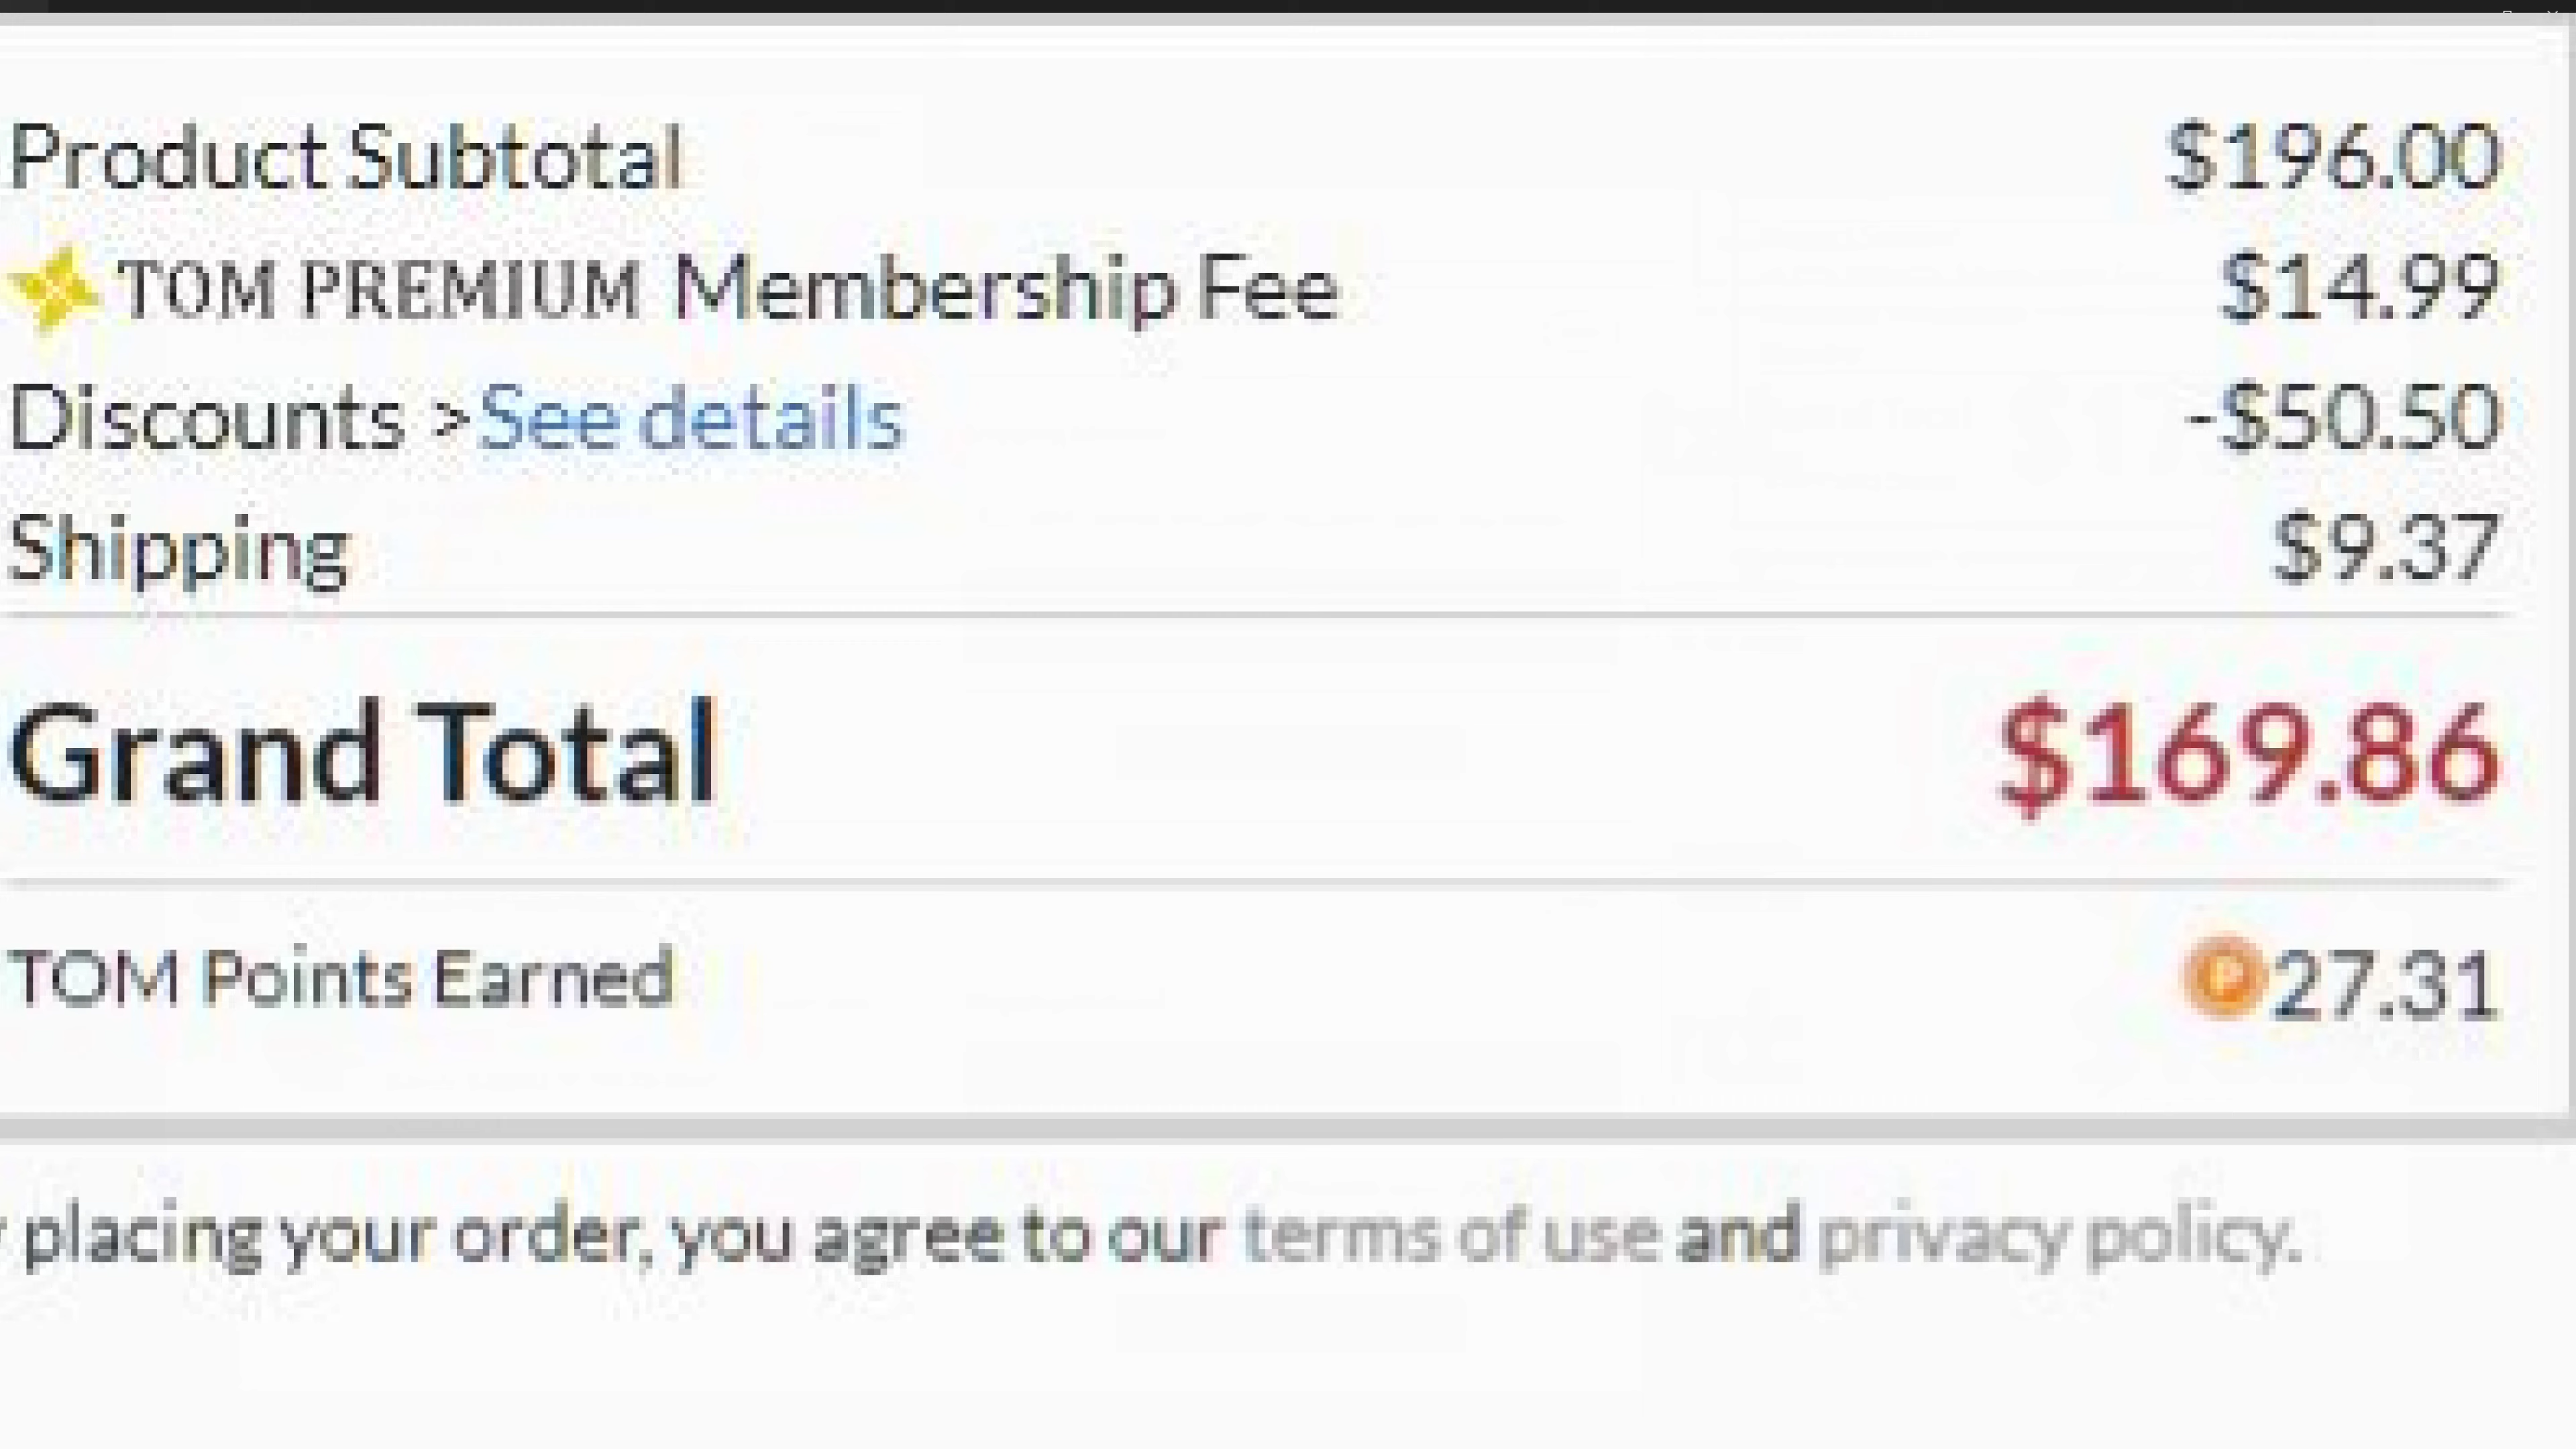 Product Subtotal $196.00
TOM PREMIUM Membership Fee $14.99
Discounts >See details -$50.50
Shipping $9.37
Grand Total $169.86
TOM Points Earned P27.31
placing your order, you agree to our terms of use and privacy policy.